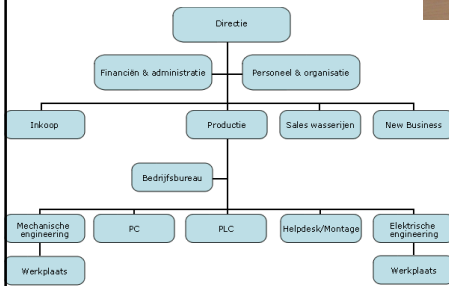 Directie
Financiën & administratie
Personeel & organisatie
Inkoop
Productie
Sales wasserijen
New Business
Bedrijfsbureau
Mechanische
engineering
PC
PLC
Helpdesk/Montage
Elektrische
engineering
Werkplaats
Werkplaats